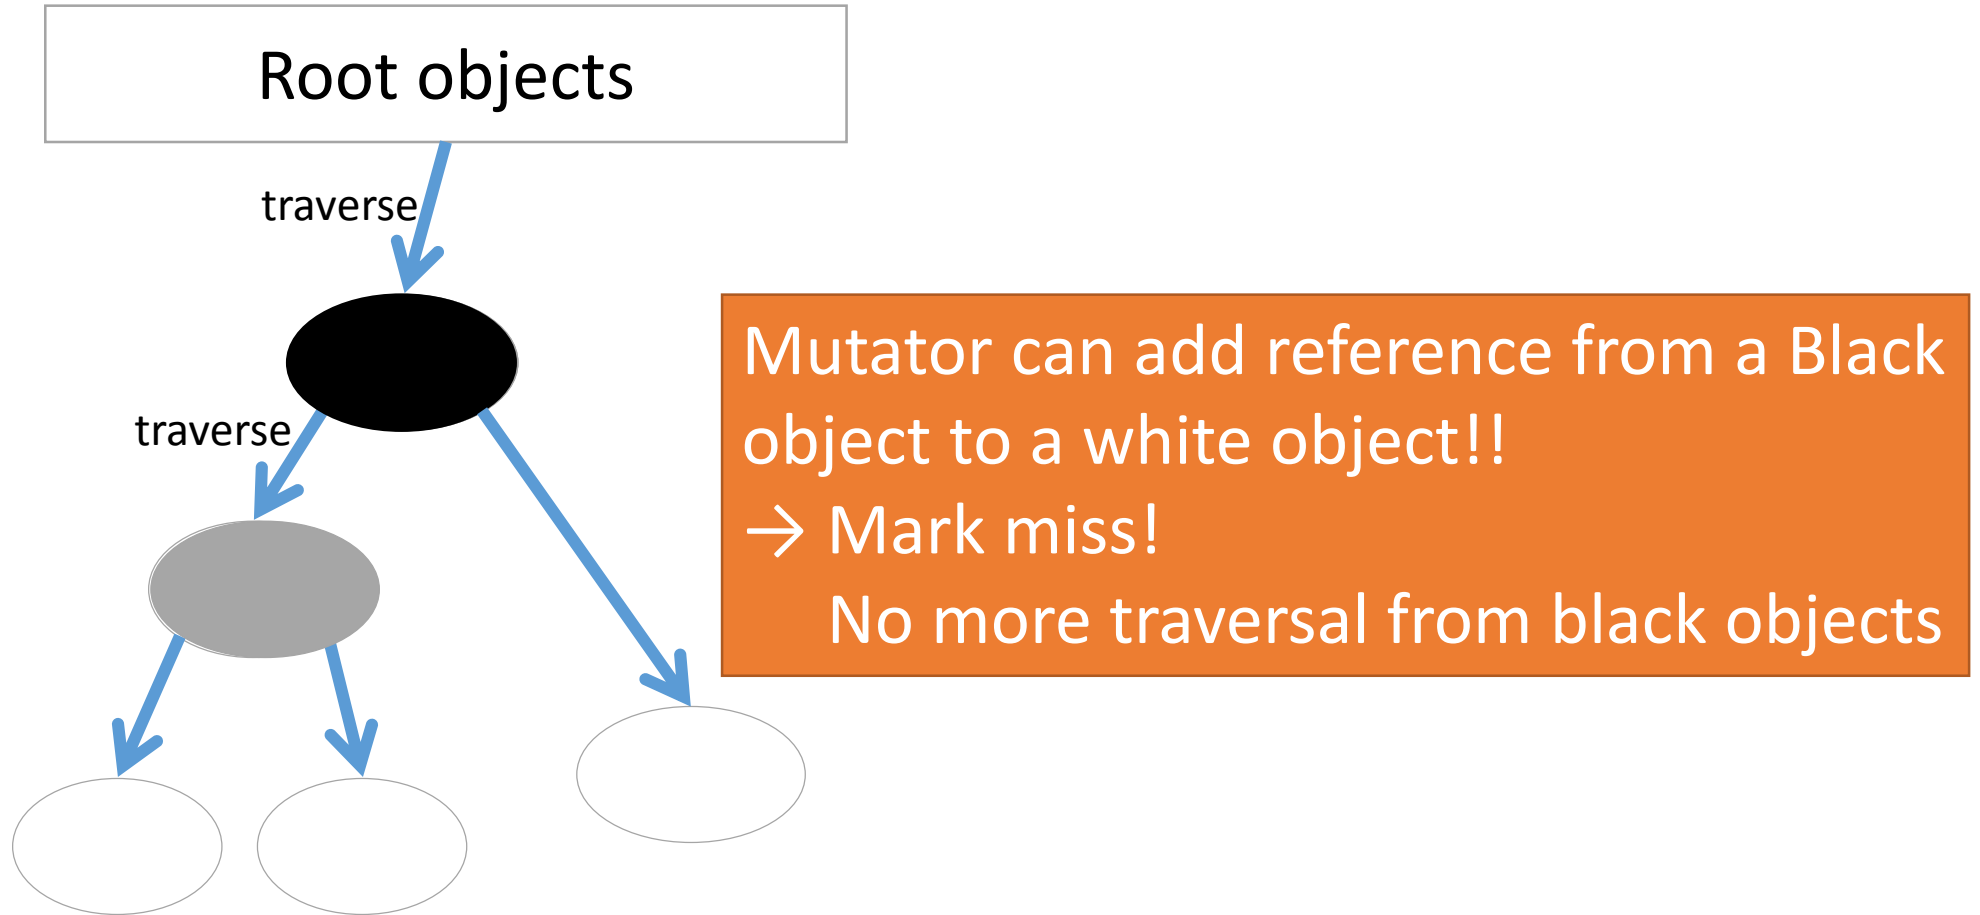 Root objects
traverse
traverse
Mutator can add reference from a Black
object to a white object!!
→ Mark miss!
No more traversal from black objects